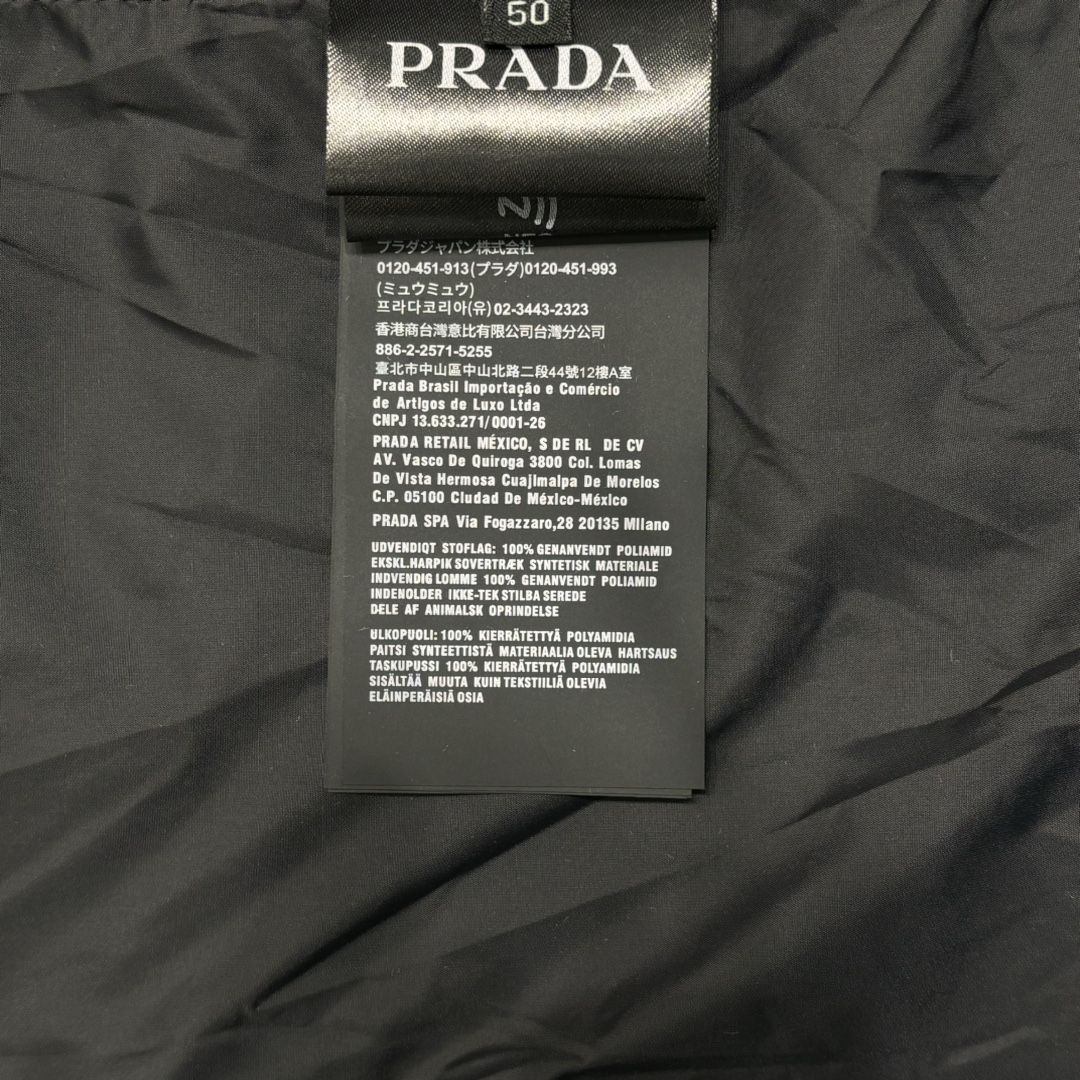 50
PRADA
プラダジャパン株式会社
0120-451-913(プラダ)0120-451-993
(ミュウミュウ)
프라다코리아(유)02-3443-2323
香港商台灣意比有限公司台灣分公司
886-2-2571-5255
臺北市中山區中山北路二段44號12樓A室
Prada Brasil Importação e Comércio
de Artigos de Luxo Ltda
CNPJ 13.633.271/0001-26
PRADA RETAIL MÉXICO, S DE RL DE CV
AV. Vasco De Quiroga 3800 Col. Lomas
De Vista Hermosa Cuajimalpa De Morelos
C.P. 05100 Ciudad De México-México
PRADA SPA Via Fogazzaro,28 20135 Milano
UDVENDIQT STOFLAG: 100% GENANVENDT POLIAMID
EKSKL.HARPIK SOVERTRÆK SYNTETISK MATERIALE
INDVENDIG LOMME 100% GENANVENDT POLIAMID
INDENOLDER IKKE-TEK STILBA SEREDE
DELE AF ANIMALSK OPRINDELSE
ULKOPUOLI: 100% KIERRÄTETTYÄ POLYAMIDIA
PAITSI SYNTEETTISTÄ MATERIAALIA OLEVA HARTSAUS
TASKUPUSSI 100% KIERRÄTETTYÄ POLYAMIDIA
SISÄLTÄÄ MUUTA KUIN TEKSTIILIÄ OLEVIA
ELÄINPERÄISIÄ OSIA